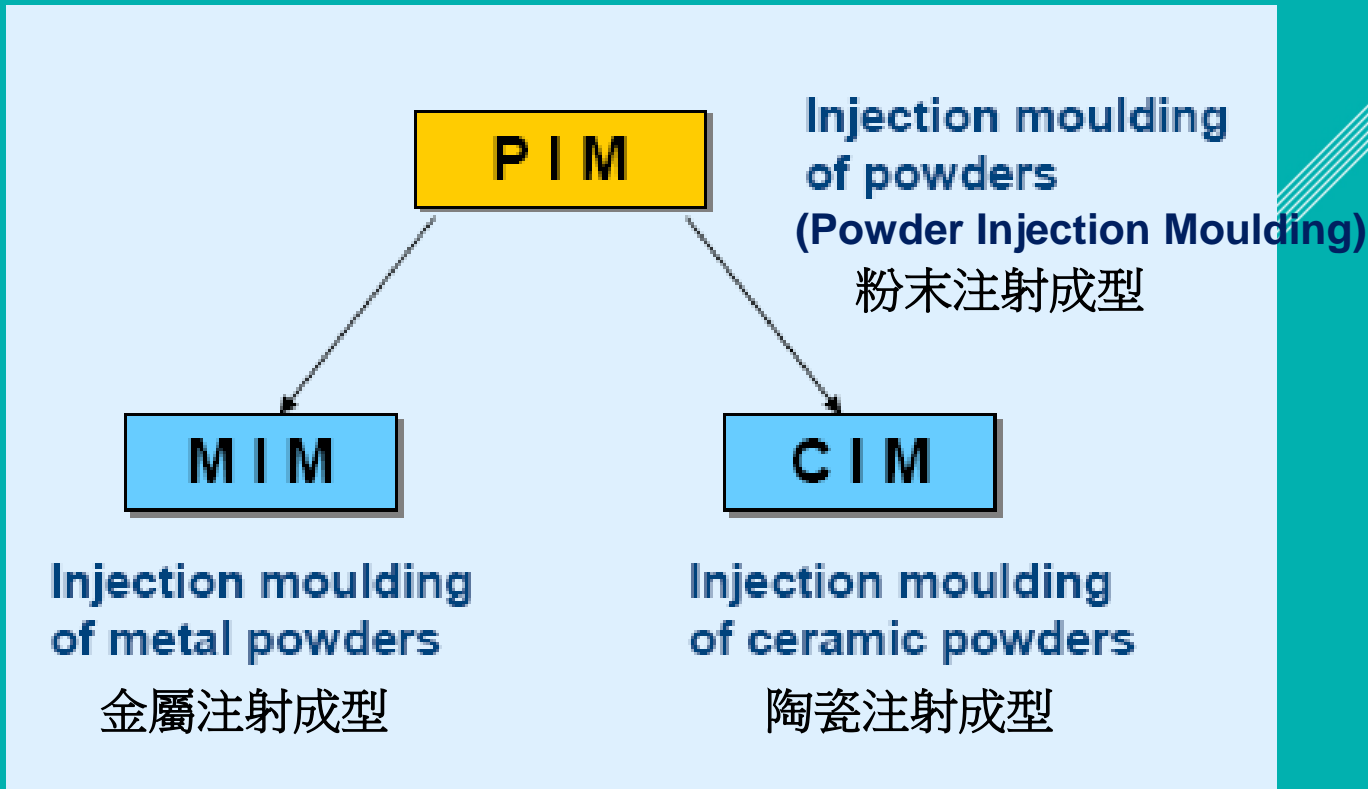 P I M
Injection moulding
of powders
(Powder Injection Moulding)
粉末注射成型
M I M
Injection moulding
of metal powders
金屬注射成型
C I M
Injection moulding
of ceramic powders
陶瓷注射成型